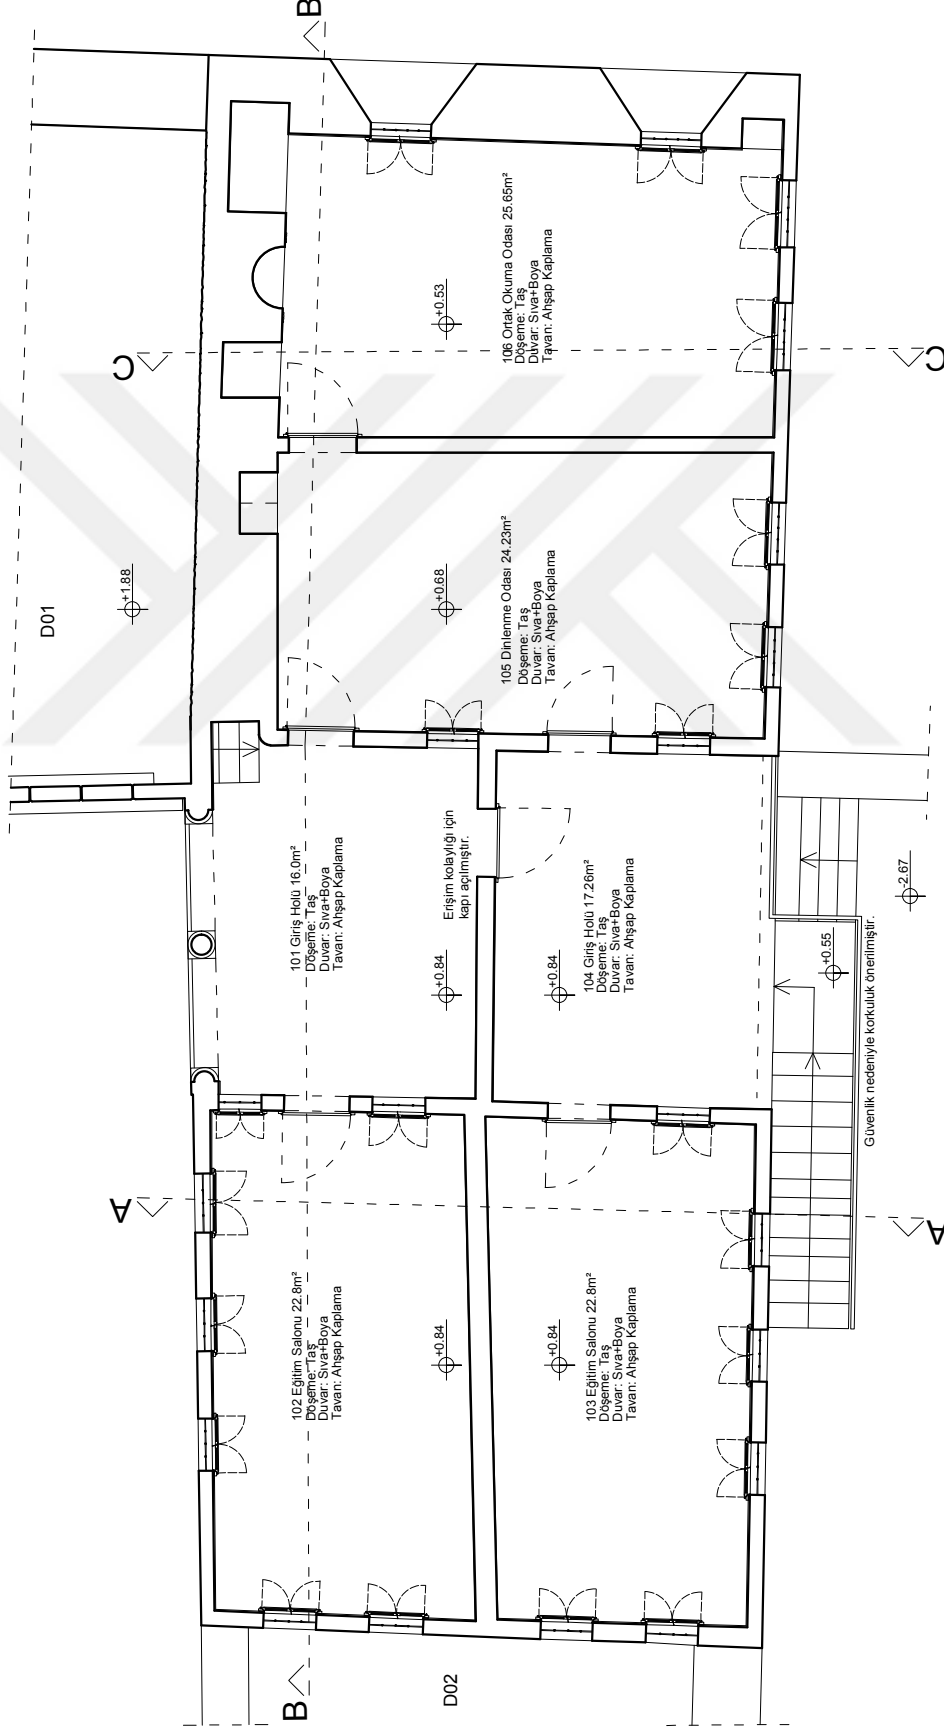 B
D01
+1.88
C
C
106 Ortak Okuma Odası 25.65m²
Döşeme: Taş
Duvar: Sıva+Boya
Tavan: Ahşap Kaplama
+0.53
105 Dinlenme Odası 24.23m²
Döşeme: Taş
Duvar: Sıva+Boya
Tavan: Ahşap Kaplama
+0.68
101 Giriş Holü 16.0m²
Döşeme: Taş
Duvar: Sıva+Boya
Tavan: Ahşap Kaplama
+0.84
Erişim kolaylığı için
kapı açılmıştır.
104 Giriş Holü 17.26m²
Döşeme: Taş
Duvar: Sıva+Boya
Tavan: Ahşap Kaplama
+0.84
-2.67
+0.55
Güvenlik nedeniyle korkuluk önerilmiştir.
A
A
102 Eğitim Salonu 22.8m²
Döşeme: Taş
Duvar: Sıva+Boya
Tavan: Ahşap Kaplama
+0.84
103 Eğitim Salonu 22.8m²
Döşeme: Taş
Duvar: Sıva+Boya
Tavan: Ahşap Kaplama
+0.84
B
D02